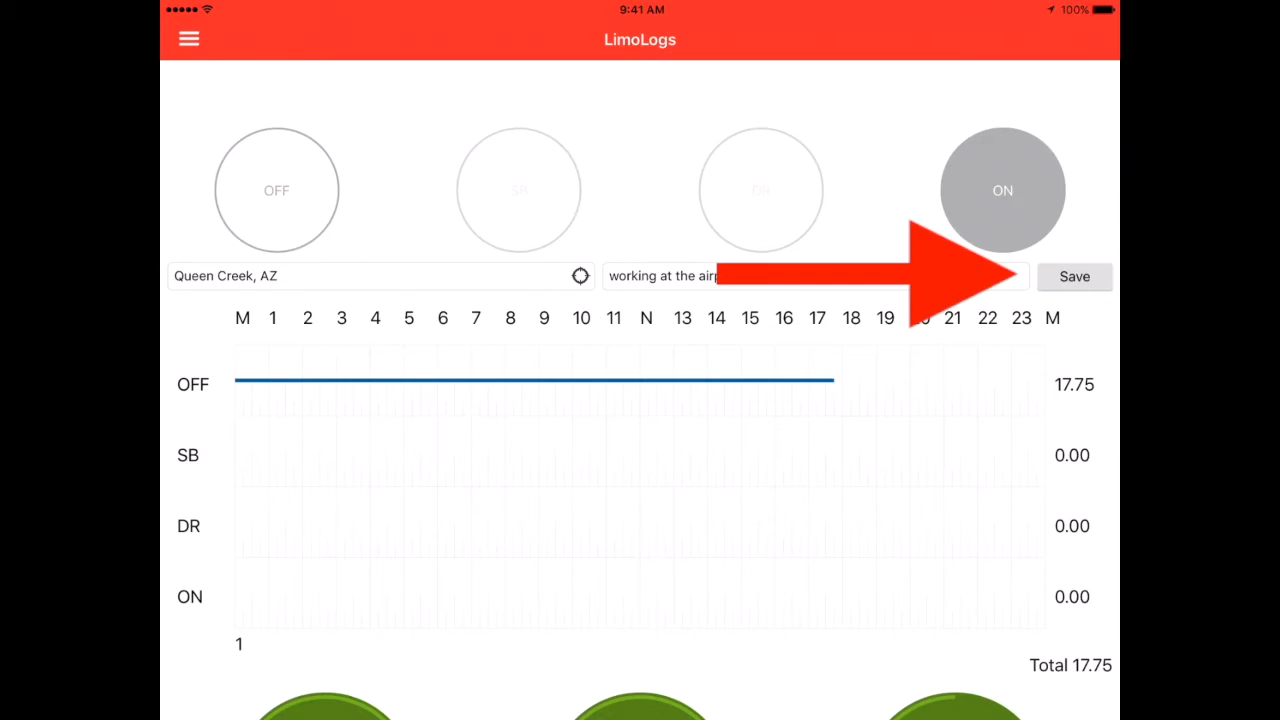 9:41 AM
100%
LimoLogs
OFF SB DR ON
Queen Creek, AZ working at the Save
M 1 2 3 4 5 6 7 8 9 10 11 N 13 14 15 16 17 18 19 21 22 23 M
OFF 17.75
SB 0.00
DR 0.00
ON 0.00
1
Total 17.75